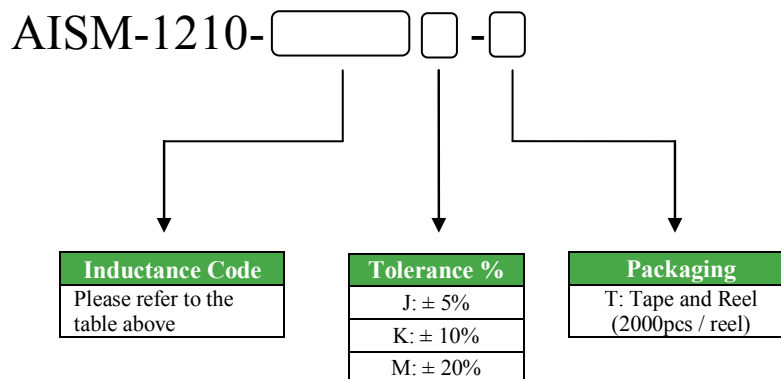 AISM-1210- -
Inductance Code
Please refer to the
table above
Tolerance %
J: ± 5%
K: ± 10%
M: ± 20%
Packaging
T: Tape and Reel
(2000pcs / reel)